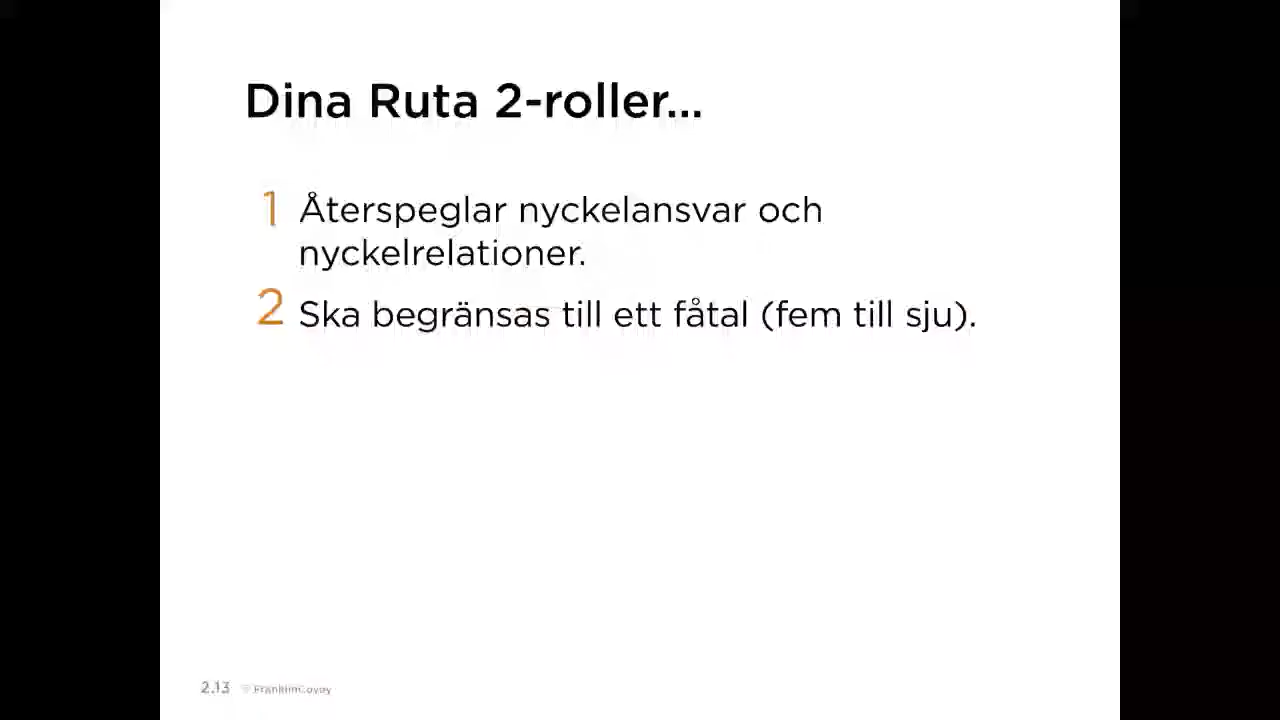 Dina Ruta 2-roller...
1 Återspeglar nyckelansvar och
nyckelrelationer.
2 Ska begränsas till ett fåtal (fem till sju).
2.13 © FranklinCovey